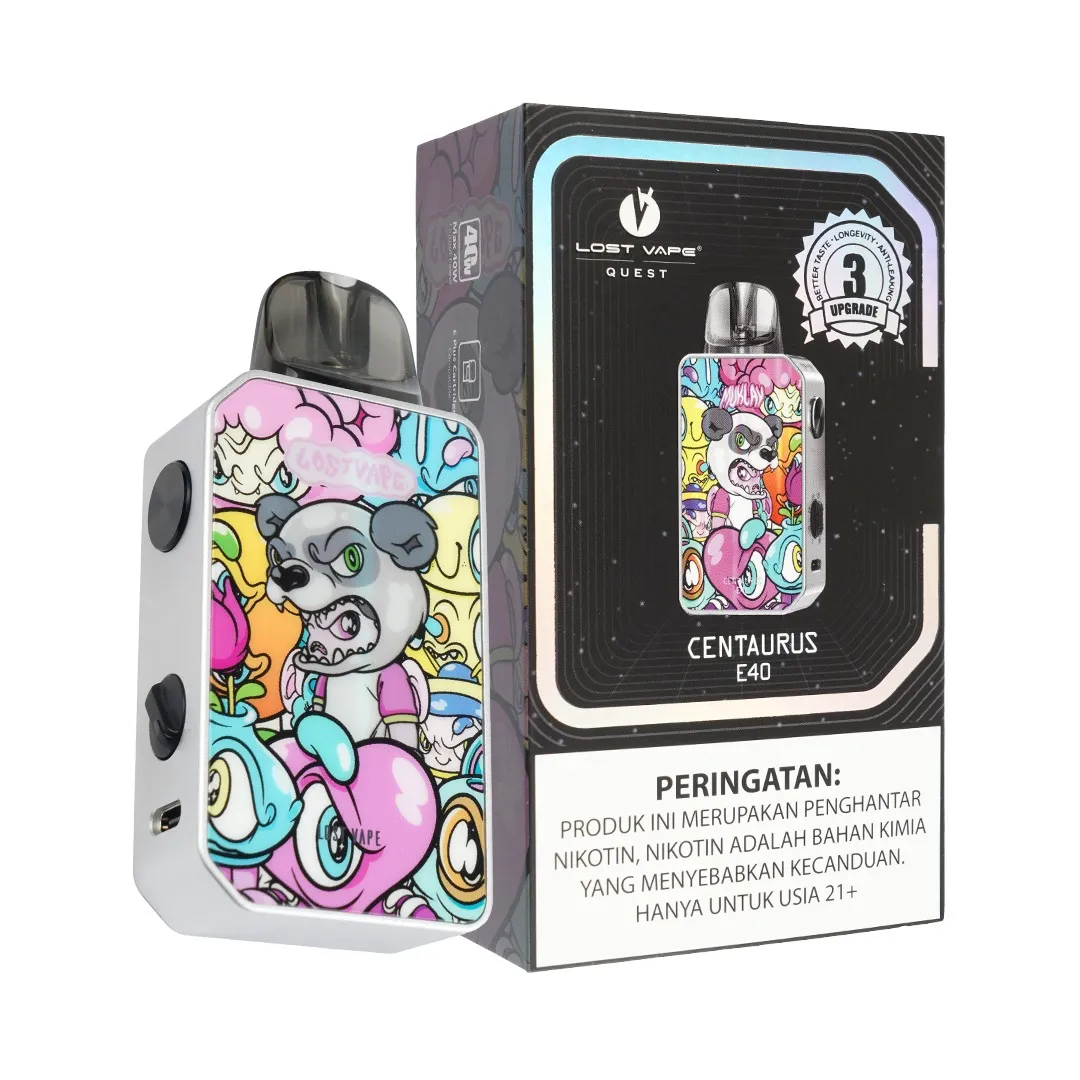 LOST VAPE
LOST VAPE
40W
Max 40W
LOST VAPE®
QUEST
BETTER TASTE · LONGEVITY · ANTI-LEAKING
3
UPGRADE
MUKLAY
CENTAURUS
E40
PERINGATAN:
PRODUK INI MERUPAKAN PENGHANTAR
NIKOTIN, NIKOTIN ADALAH BAHAN KIMIA
YANG MENYEBABKAN KECANDUAN.
HANYA UNTUK USIA 21+